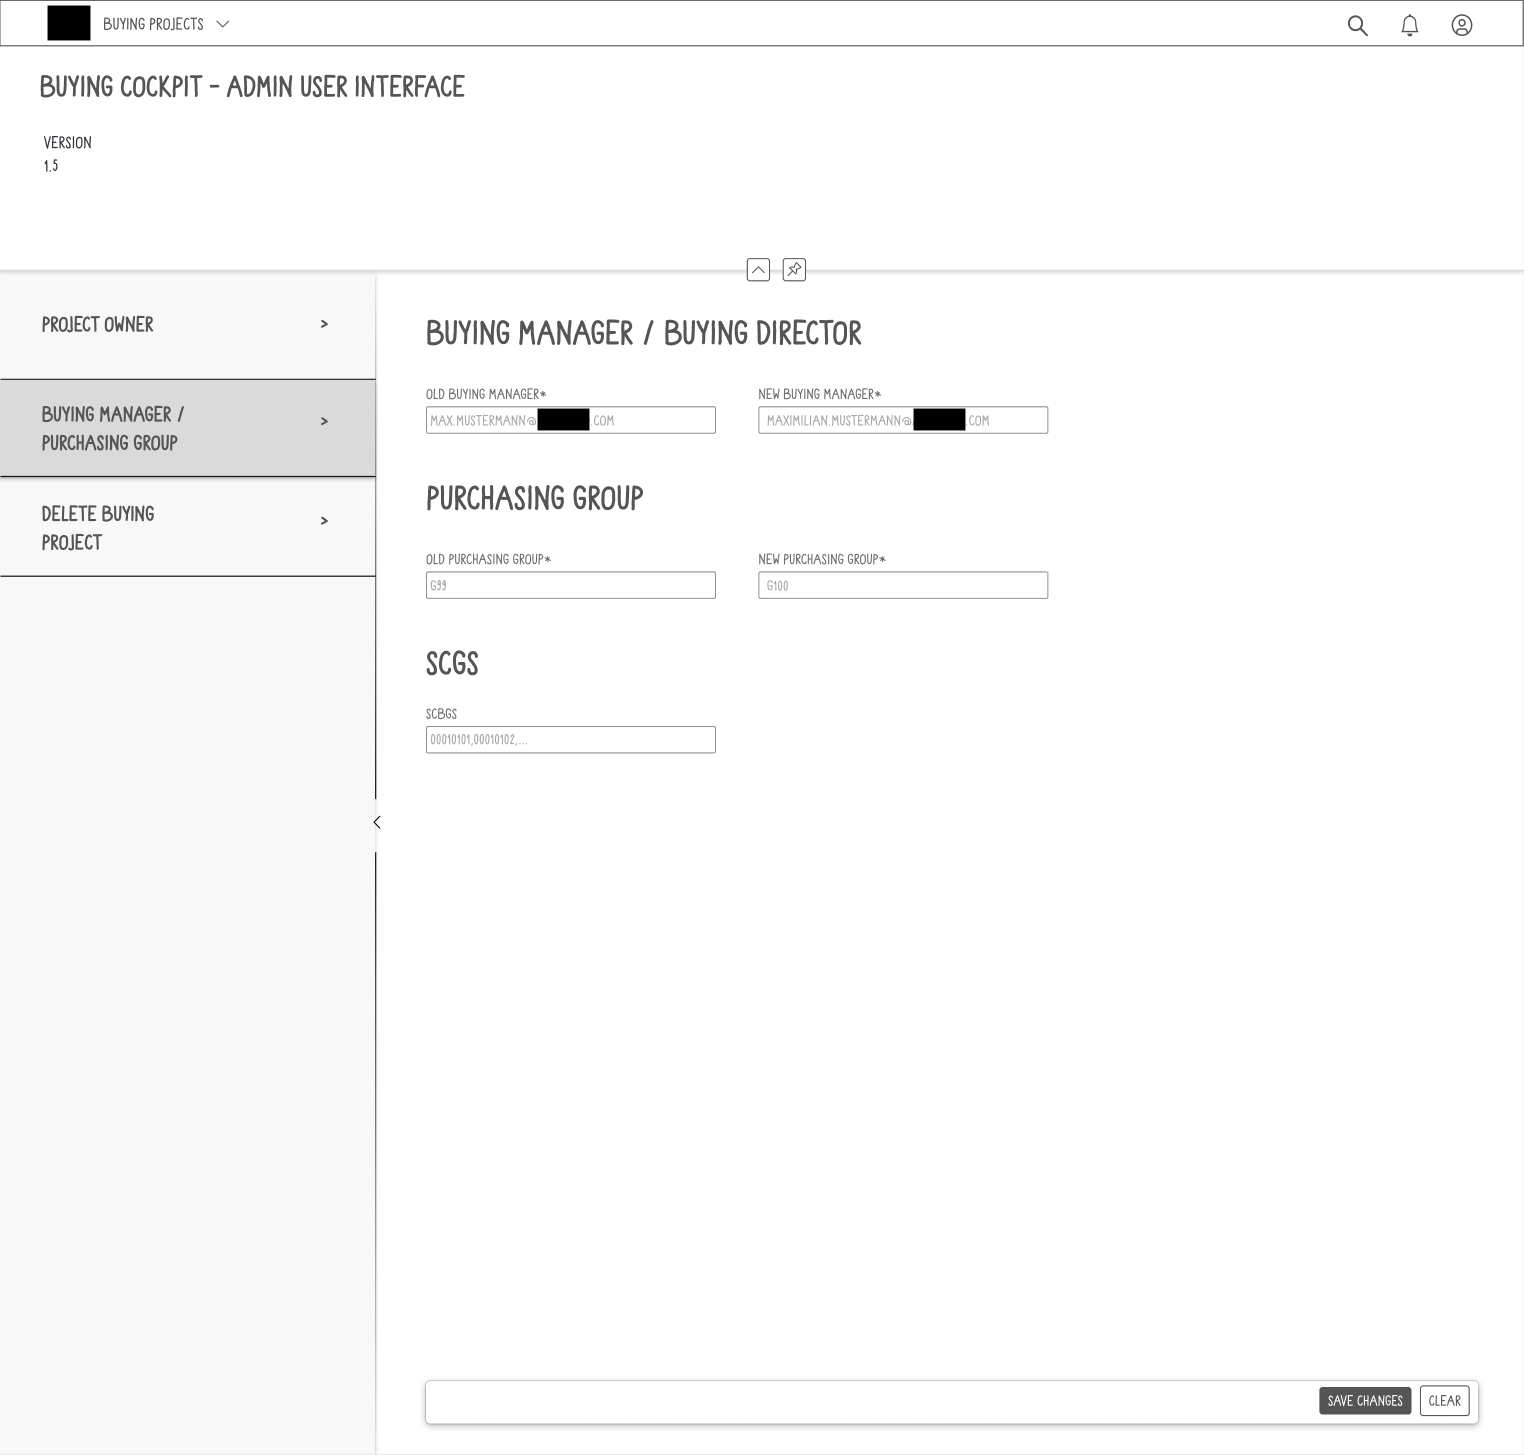 BUYING PROJECTS
BUYING COCKPIT - ADMIN USER INTERFACE
VERSION
1.5
PROJECT OWNER >
BUYING MANAGER / >
PURCHASING GROUP
DELETE BUYING >
PROJECT
BUYING MANAGER / BUYING DIRECTOR
OLD BUYING MANAGER* NEW BUYING MANAGER*
MAX.MUSTERMANN@ .COM MAXIMILIAN.MUSTERMANN@ .COM
PURCHASING GROUP
OLD PURCHASING GROUP* NEW PURCHASING GROUP*
G99 G100
SCGS
SCBGS
00010101,00010102,...
SAVE CHANGES CLEAR